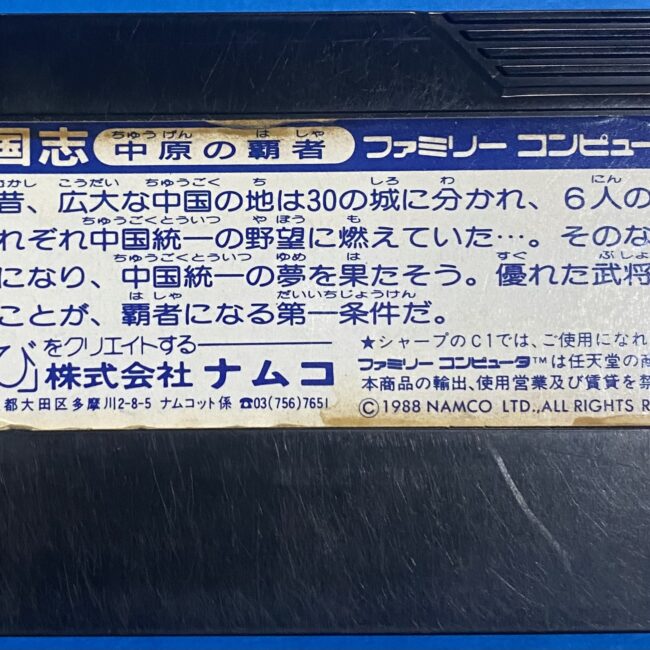 国志 中原の覇者 ファミリー コンピュー
昔、広大な中国の地は30の城に分かれ、6人の
れぞれ中国統一の野望に燃えていた…。そのな
になり、中国統一の夢を果たそう。優れた武将
ことが、覇者になる第一条件だ。
をクリエイトする
株式会社 ナムコ
都大田区多摩川2-8-5 ナムコット係 ☎03(756)7651
★シャープのC1では、ご使用になれ
ファミリー コンピュータ™は任天堂の商
本商品の輸出、使用営業及び賃貸を禁
©1988 NAMCO LTD.,ALL RIGHTS R